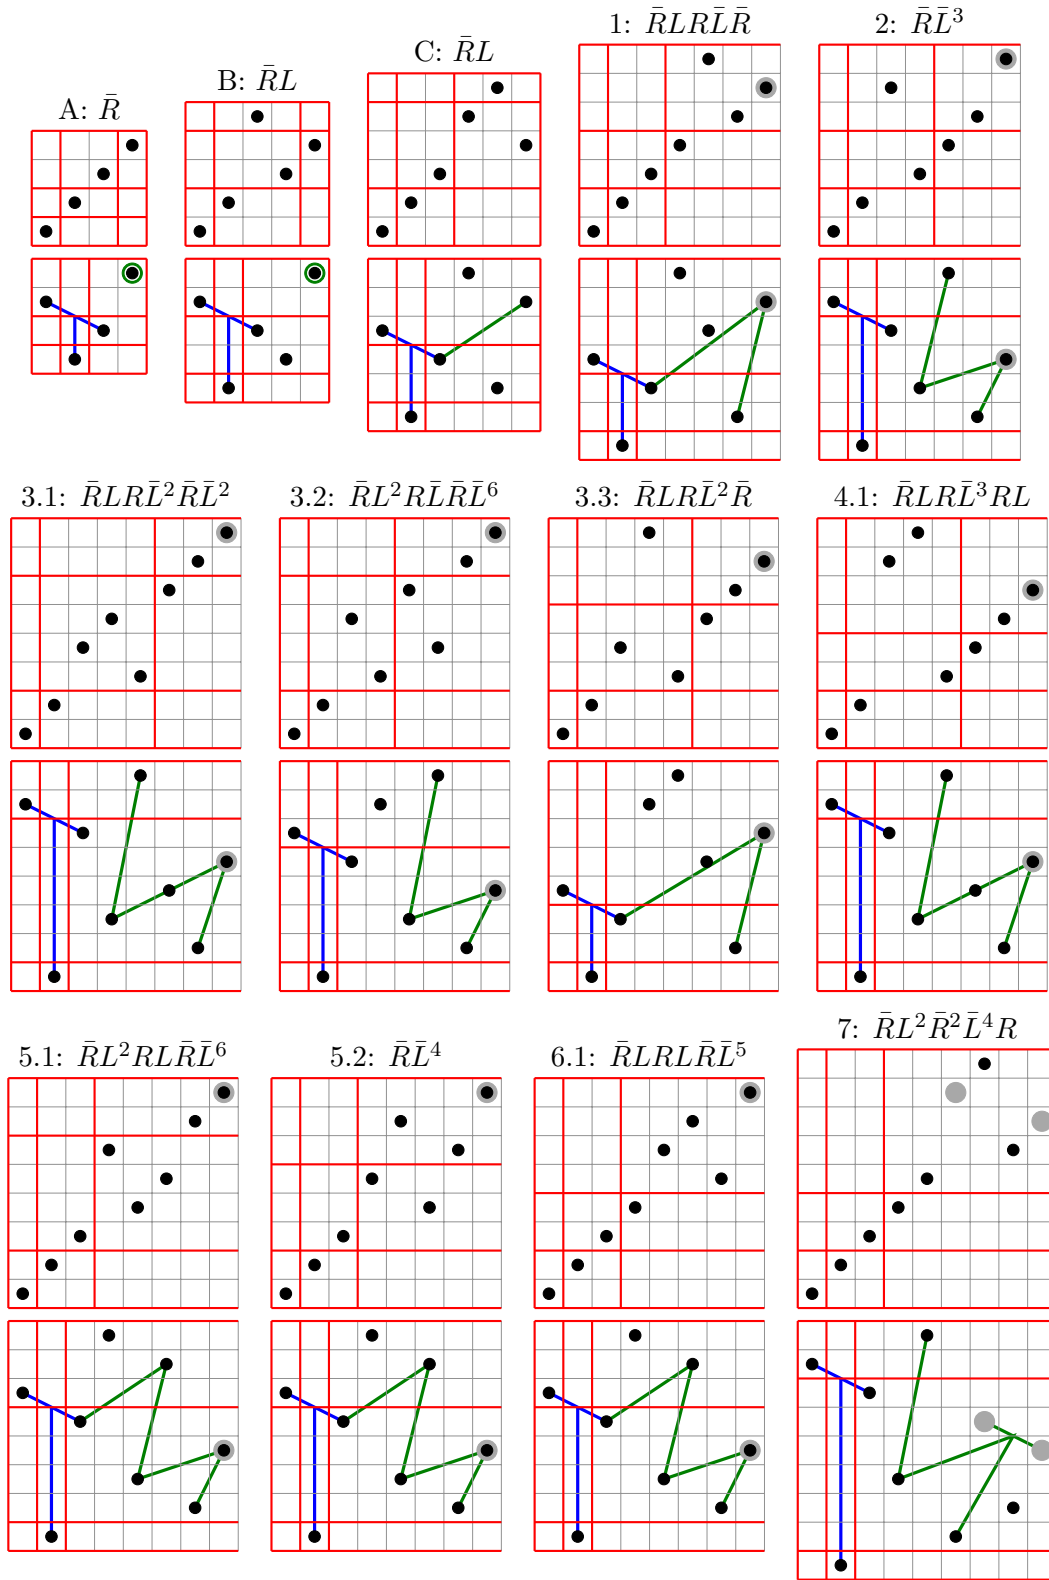 A: R̄
B: R̄L
C: R̄L
1: R̄LRL̄R̄
2: R̄L̄³
3.1: R̄LRL̄²R̄L̄²
3.2: R̄L²RL̄R̄L̄⁶
3.3: R̄LRL̄²R̄
4.1: R̄LRL̄³RL
5.1: R̄L²RLR̄L̄⁶
5.2: R̄L̄⁴
6.1: R̄LRLR̄L̄⁵
7: R̄L²R̄²L̄⁴R